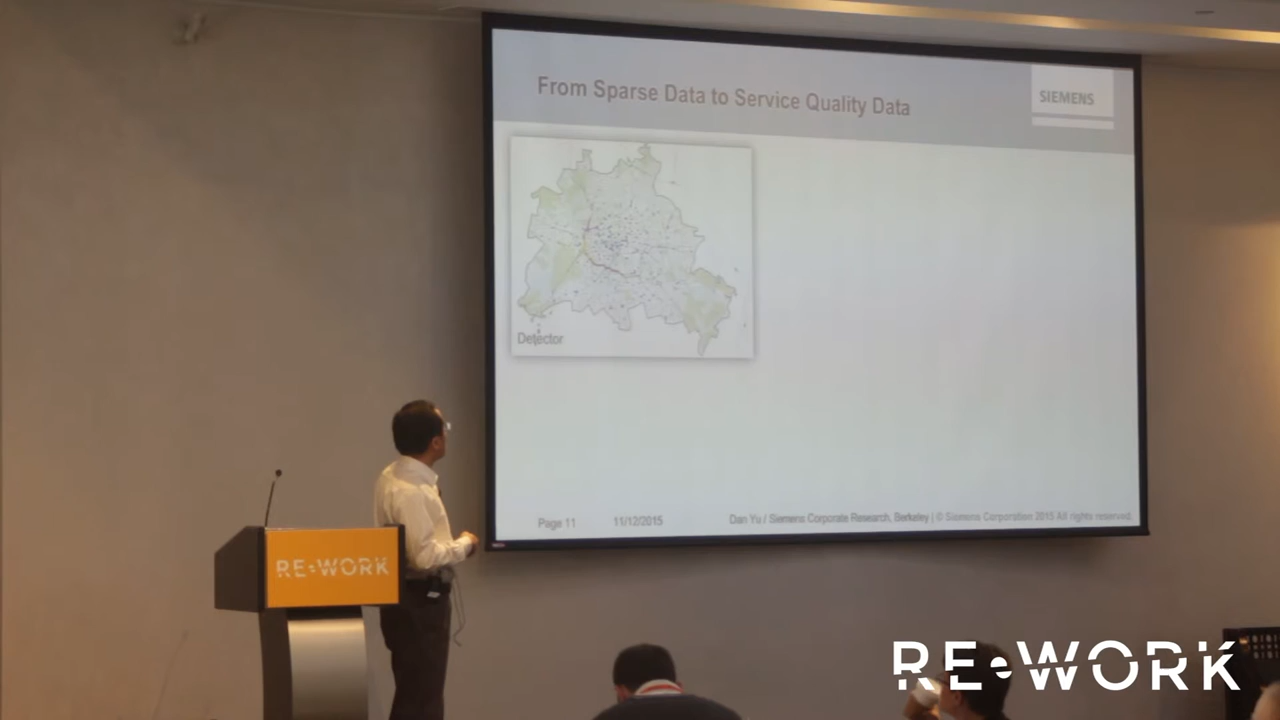 From Sparse Data to Service Quality Data
SIEMENS
Detector
Page 11 11/12/2015 Dan Yu / Siemens Corporate Research, Berkeley | © Siemens Corporation 2015 All rights reserved.
RE•WORK
RE•WORK